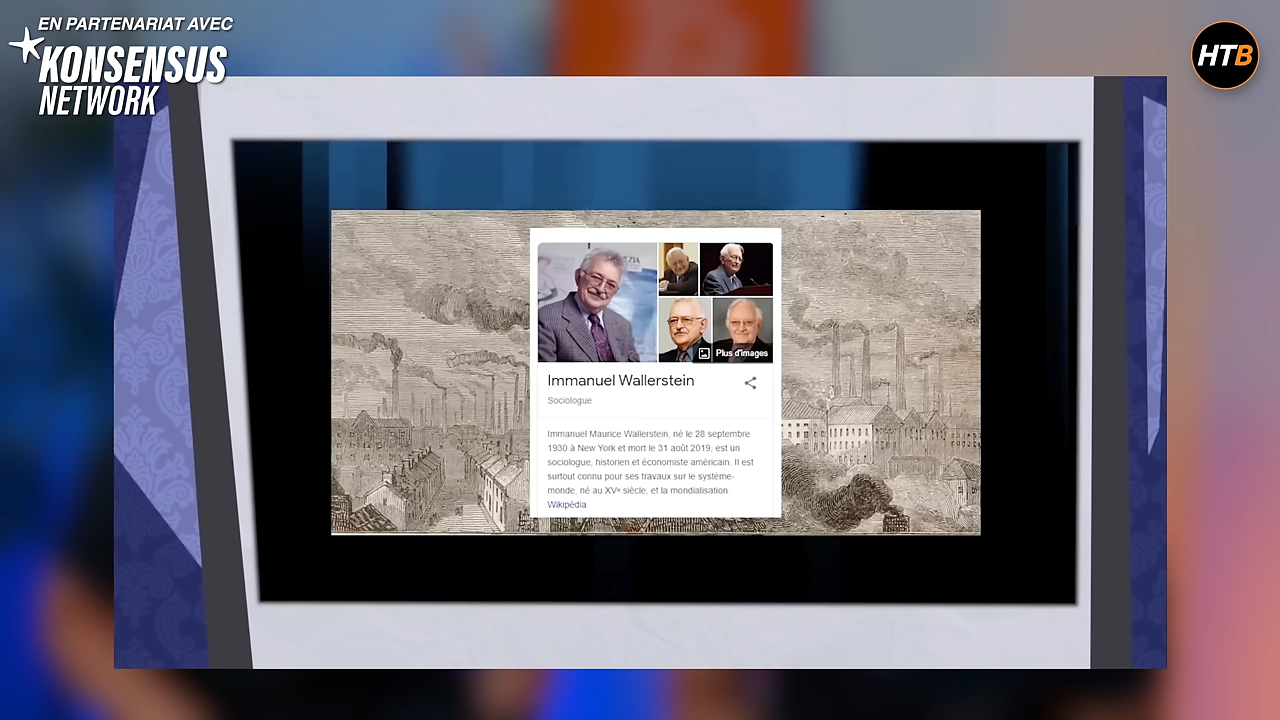 EN PARTENARIAT AVEC
KONSENSUS
NETWORK
HTB
Plus d'images
Immanuel Wallerstein
Sociologue
Immanuel Maurice Wallerstein, né le 28 septembre
1930 à New York et mort le 31 août 2019, est un
sociologue, historien et économiste américain. Il est
surtout connu pour ses travaux sur le système-
monde, né au XVᵉ siècle, et la mondialisation.
Wikipédia